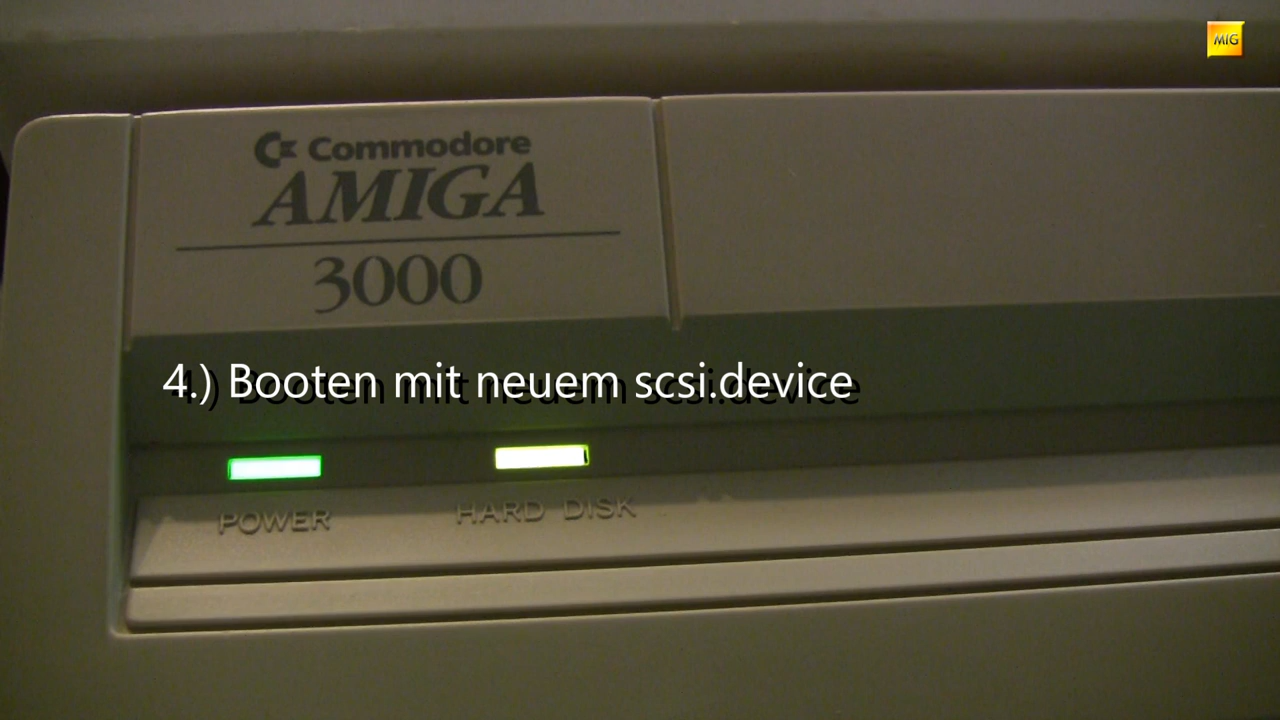 MIG
Commodore
AMIGA
3000
4.) Booten mit neuem scsi.device
POWER
HARD DISK